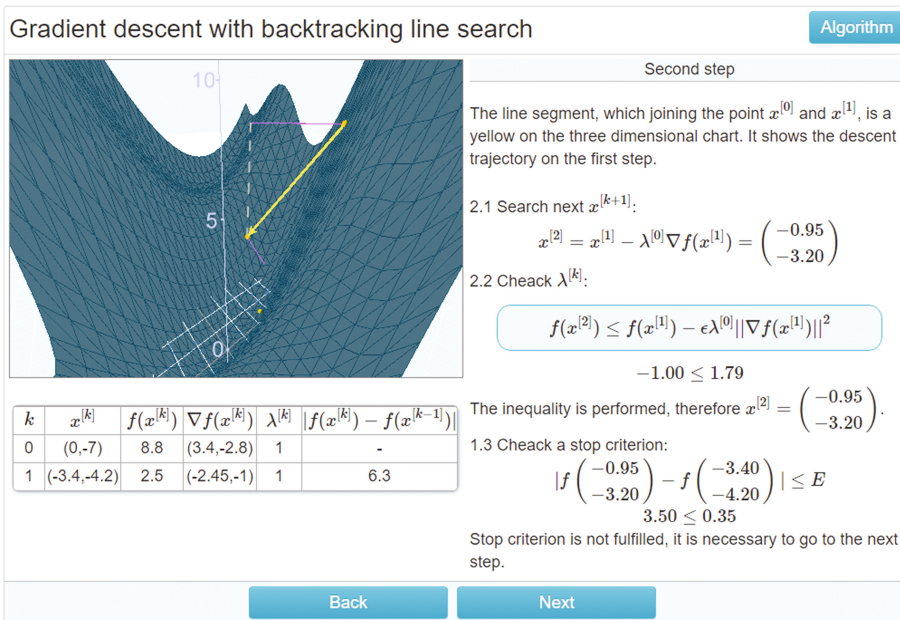 Gradient descent with backtracking line search
Algorithm
10
5
0
k x^[k] f(x^[k]) ∇f(x^[k]) λ^[k] |f(x^[k]) − f(x^[k−1])|
0 (0,-7) 8.8 (3.4,-2.8) 1 -
1 (-3.4,-4.2) 2.5 (-2.45,-1) 1 6.3
Second step
The line segment, which joining the point x^[0] and x^[1], is a
yellow on the three dimensional chart. It shows the descent
trajectory on the first step.
2.1 Search next x^[k+1]:
x^[2] = x^[1] − λ^[0]∇f(x^[1]) = (−0.95 −3.20)
2.2 Cheack λ^[k]:
f(x^[2]) ≤ f(x^[1]) − ϵλ^[0]||∇f(x^[1])||^2
−1.00 ≤ 1.79
The inequality is performed, therefore x^[2] = (−0.95 −3.20).
1.3 Cheack a stop criterion:
|f(−0.95 −3.20) − f(−3.40 −4.20)| ≤ E
3.50 ≤ 0.35
Stop criterion is not fulfilled, it is necessary to go to the next
step.
Back
Next